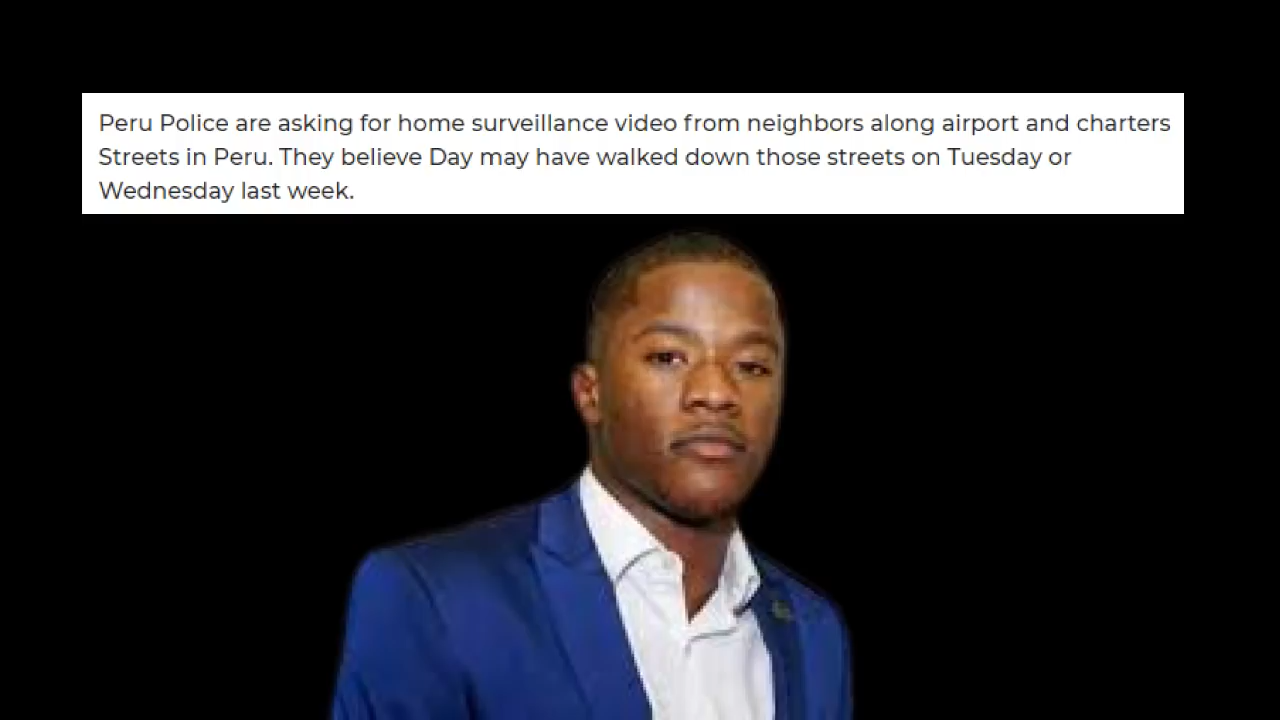 Peru Police are asking for home surveillance video from neighbors along airport and charters
Streets in Peru. They believe Day may have walked down those streets on Tuesday or
Wednesday last week.